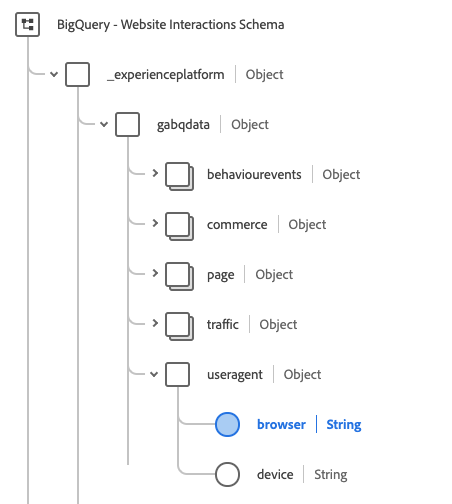 BigQuery - Website Interactions Schema
_experienceplatform | Object
gabqdata | Object
behaviourevents | Object
commerce | Object
page | Object
traffic | Object
useragent | Object
browser | String
device | String